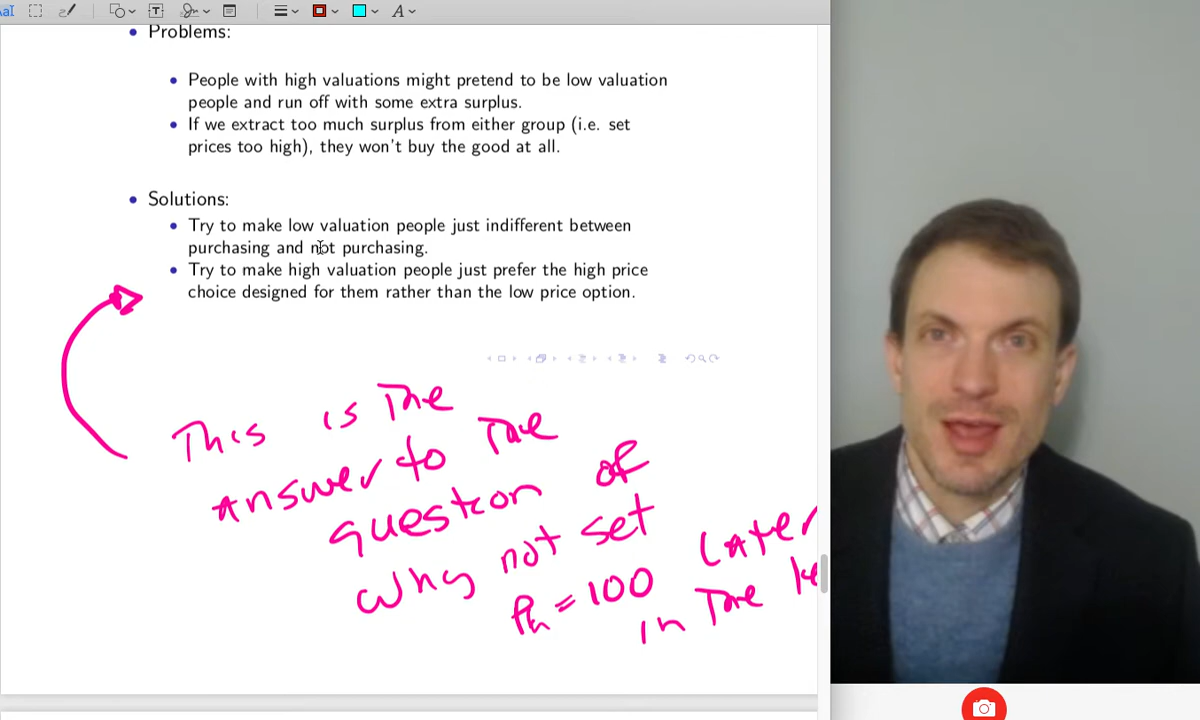 • Problems:
• People with high valuations might pretend to be low valuation
people and run off with some extra surplus.
• If we extract too much surplus from either group (i.e. set
prices too high), they won't buy the good at all.
• Solutions:
• Try to make low valuation people just indifferent between
purchasing and not purchasing.
• Try to make high valuation people just prefer the high price
choice designed for them rather than the low price option.
This is The
answer to The
question of
why not set
Ph = 100 Later
in The